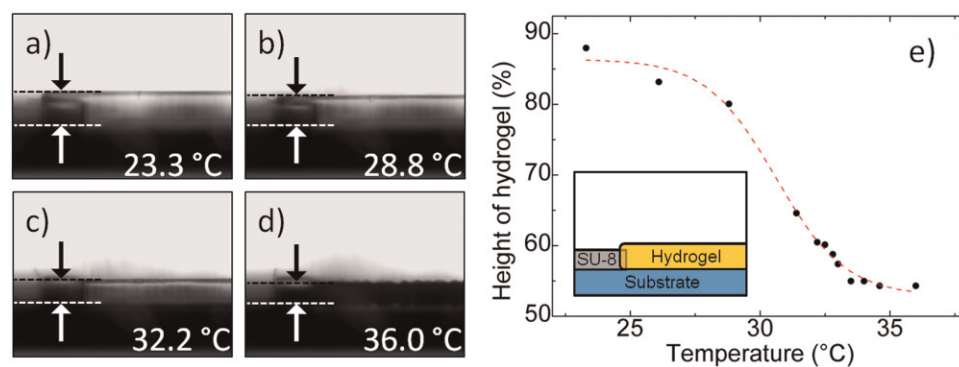 a)
b)
23.3 °C
28.8 °C
c)
d)
32.2 °C
36.0 °C
e)
Height of hydrogel (%)
90
80
70
60
50
SU-8
Hydrogel
Substrate
25
30
35
Temperature (°C)